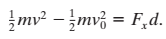 ½mv² − ½mv₀² = Fₓd.